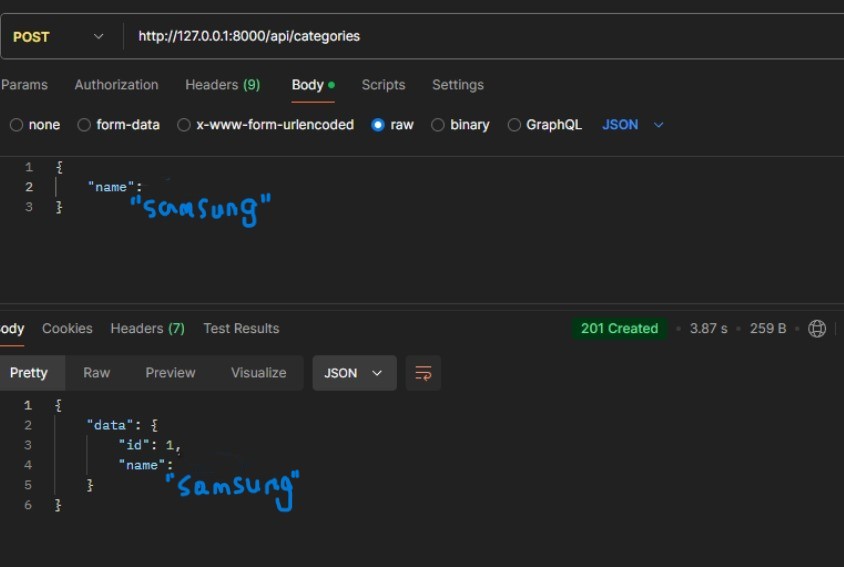 POST http://127.0.0.1:8000/api/categories
Params Authorization Headers (9) Body Scripts Settings
none form-data x-www-form-urlencoded raw binary GraphQL JSON
1 {
2 "name":
"samsung"
3 }
ody Cookies Headers (7) Test Results 201 Created 3.87 s 259 B
Pretty Raw Preview Visualize JSON
1 {
2 "data": {
3 "id": 1,
4 "name":
"samsung"
5 }
6 }